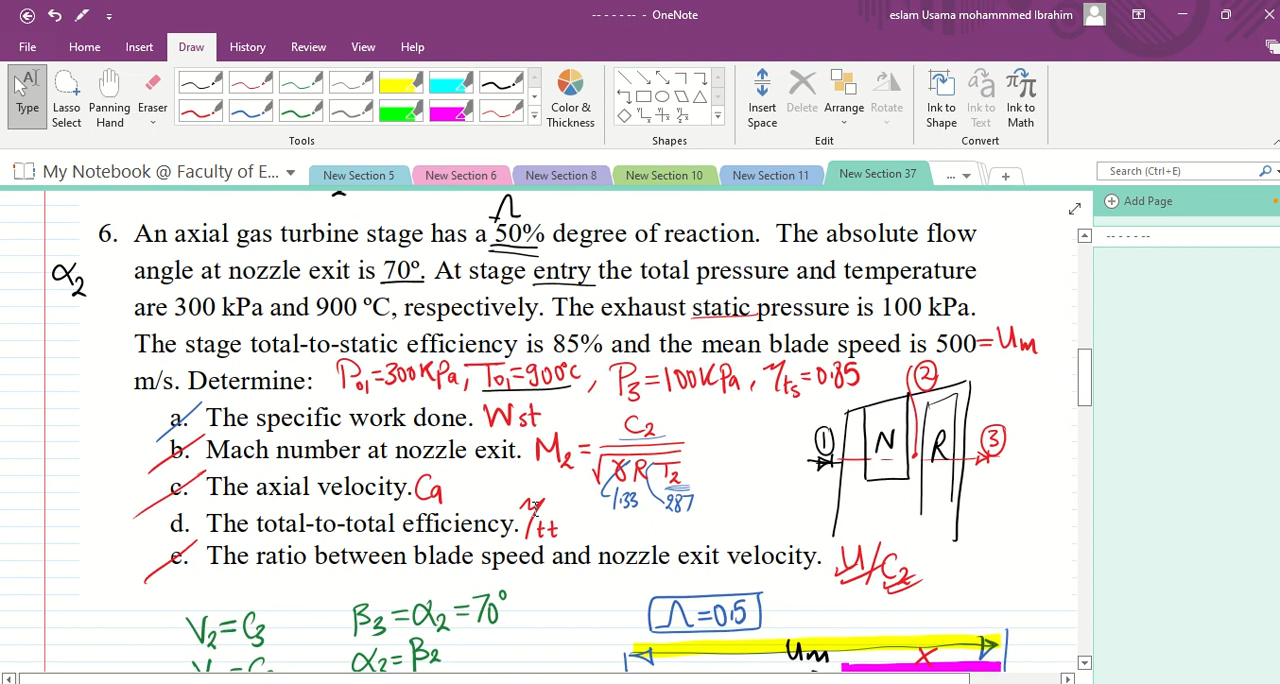 ------ - OneNote
eslam Usama mohammmed Ibrahim
File Home Insert Draw History Review View Help
Type
Lasso Select
Panning Hand
Eraser
Color & Thickness
Insert Space
Delete
Arrange
Rotate
Ink to Shape
Ink to Text
Ink to Math
Tools
Shapes
Edit
Convert
My Notebook @ Faculty of E...
New Section 5
New Section 6
New Section 8
New Section 10
New Section 11
New Section 37
...
Search (Ctrl+E)
Add Page
------
Λ
6. An axial gas turbine stage has a 50% degree of reaction. The absolute flow
α2
angle at nozzle exit is 70º. At stage entry the total pressure and temperature
are 300 kPa and 900 ºC, respectively. The exhaust static pressure is 100 kPa.
The stage total-to-static efficiency is 85% and the mean blade speed is 500 = Um
m/s. Determine: Po1=300KPa, To1=900°C, P3=100KPa, ηts=0.85
a. The specific work done. Wst
b. Mach number at nozzle exit. M2 = C2 / √γRT2
1.33 287
c. The axial velocity. Ca
d. The total-to-total efficiency. ηtt
e. The ratio between blade speed and nozzle exit velocity. U/C2
1 N 2 R 3
V2=C3
β3=α2=70°
Λ=0.5
α2=β2
Um
x